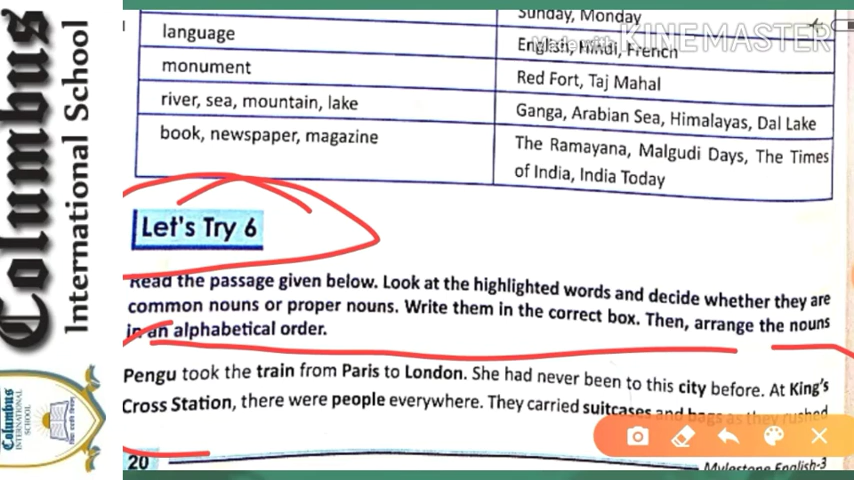 Columbus
International School
Columbus
INTERNATIONAL
SCHOOL
Made with KINEMASTER
Sunday, Monday
language
English, Hindi, French
monument
Red Fort, Taj Mahal
river, sea, mountain, lake
Ganga, Arabian Sea, Himalayas, Dal Lake
book, newspaper, magazine
The Ramayana, Malgudi Days, The Times
of India, India Today
Let's Try 6
Read the passage given below. Look at the highlighted words and decide whether they are
common nouns or proper nouns. Write them in the correct box. Then, arrange the nouns
in an alphabetical order.
Pengu took the train from Paris to London. She had never been to this city before. At King's
Cross Station, there were people everywhere. They carried suitcases and bags as they rushed
20
Mylestone English-3